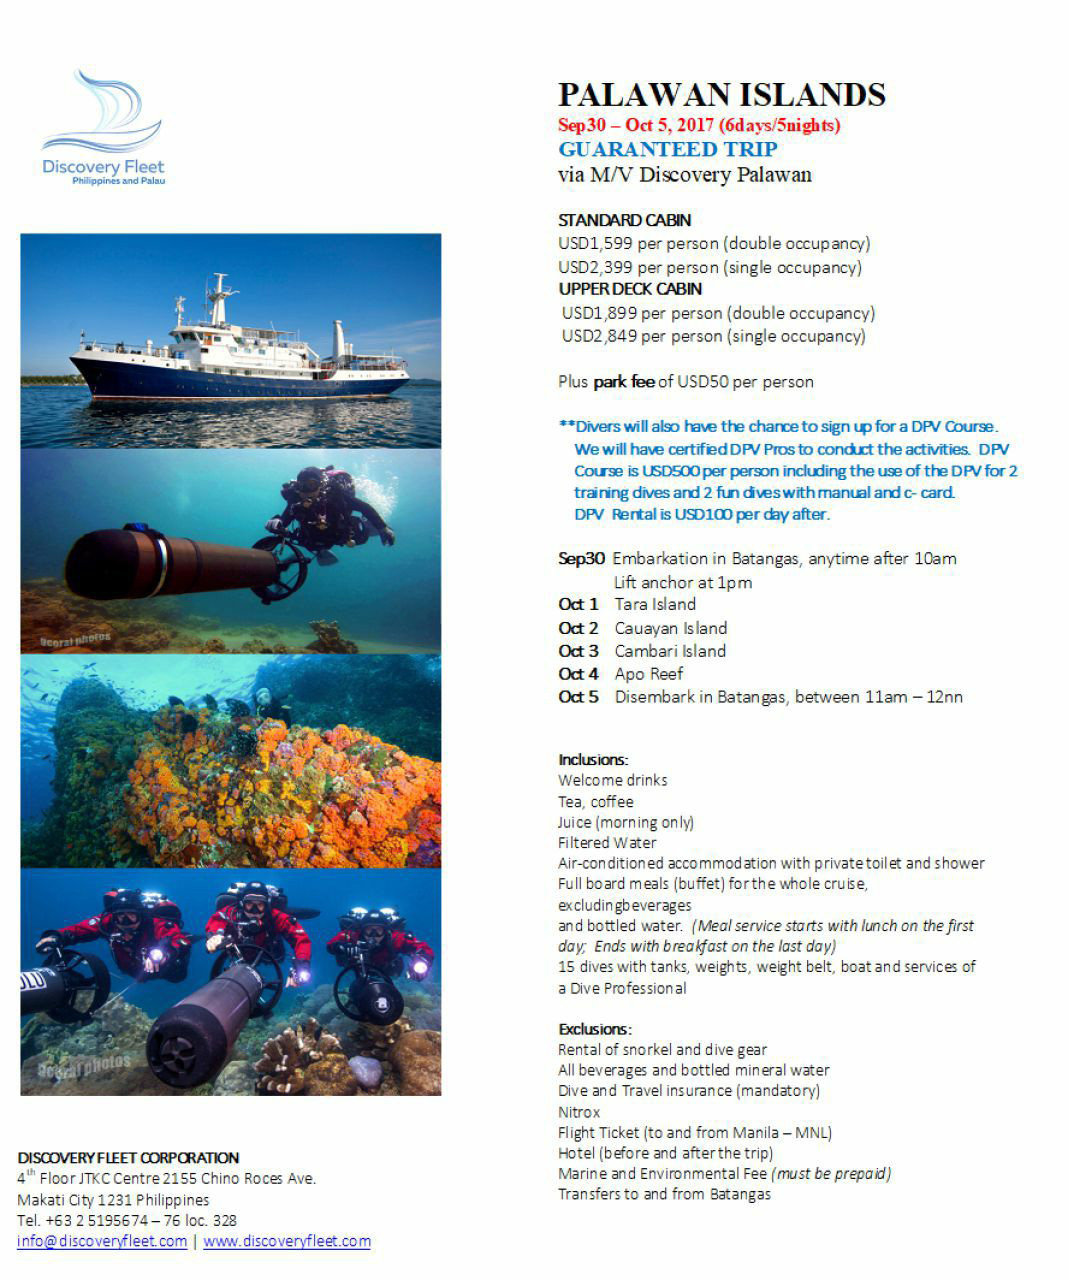 Discovery Fleet
Philippines and Palau
PALAWAN ISLANDS
Sep30 – Oct 5, 2017 (6days/5nights)
GUARANTEED TRIP
via M/V Discovery Palawan
STANDARD CABIN
USD1,599 per person (double occupancy)
USD2,399 per person (single occupancy)
UPPER DECK CABIN
USD1,899 per person (double occupancy)
USD2,849 per person (single occupancy)
Plus park fee of USD50 per person
**Divers will also have the chance to sign up for a DPV Course.
We will have certified DPV Pros to conduct the activities. DPV
Course is USD500 per person including the use of the DPV for 2
training dives and 2 fun dives with manual and c- card.
DPV Rental is USD100 per day after.
Sep30 Embarkation in Batangas, anytime after 10am
Lift anchor at 1pm
Oct 1 Tara Island
Oct 2 Cauayan Island
Oct 3 Cambari Island
Oct 4 Apo Reef
Oct 5 Disembark in Batangas, between 11am – 12nn
Inclusions:
Welcome drinks
Tea, coffee
Juice (morning only)
Filtered Water
Air-conditioned accommodation with private toilet and shower
Full board meals (buffet) for the whole cruise,
excludingbeverages
and bottled water. (Meal service starts with lunch on the first
day; Ends with breakfast on the last day)
15 dives with tanks, weights, weight belt, boat and services of
a Dive Professional
Exclusions:
Rental of snorkel and dive gear
All beverages and bottled mineral water
Dive and Travel insurance (mandatory)
Nitrox
Flight Ticket (to and from Manila – MNL)
Hotel (before and after the trip)
Marine and Environmental Fee (must be prepaid)
Transfers to and from Batangas
photos
photos
DISCOVERY FLEET CORPORATION
4th Floor JTKC Centre 2155 Chino Roces Ave.
Makati City 1231 Philippines
Tel. +63 2 5195674 – 76 loc. 328
info@discoveryfleet.com | www.discoveryfleet.com